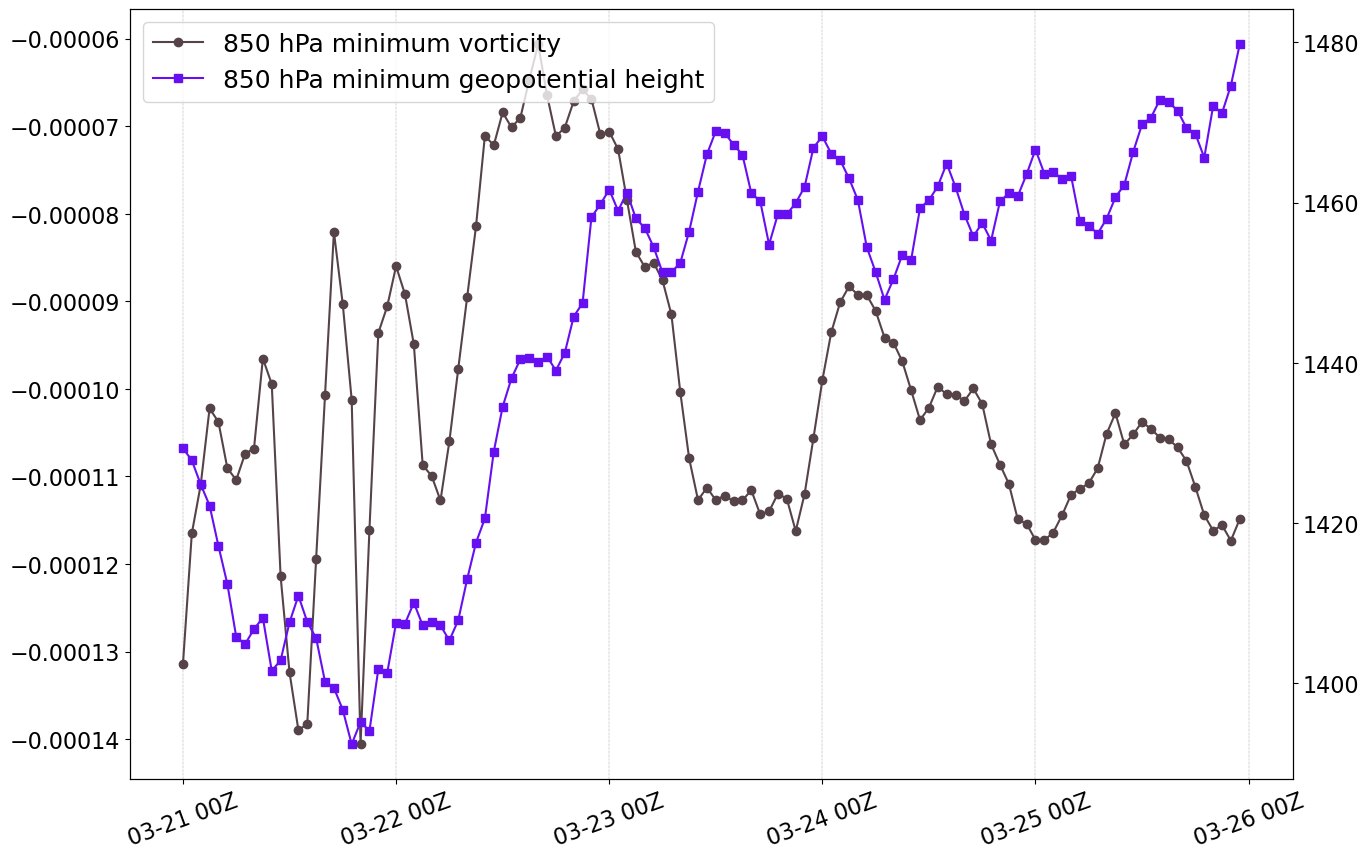 850 hPa minimum vorticity
850 hPa minimum geopotential height
−0.00006
−0.00007
−0.00008
−0.00009
−0.00010
−0.00011
−0.00012
−0.00013
−0.00014
1480
1460
1440
1420
1400
03-21 00Z
03-22 00Z
03-23 00Z
03-24 00Z
03-25 00Z
03-26 00Z